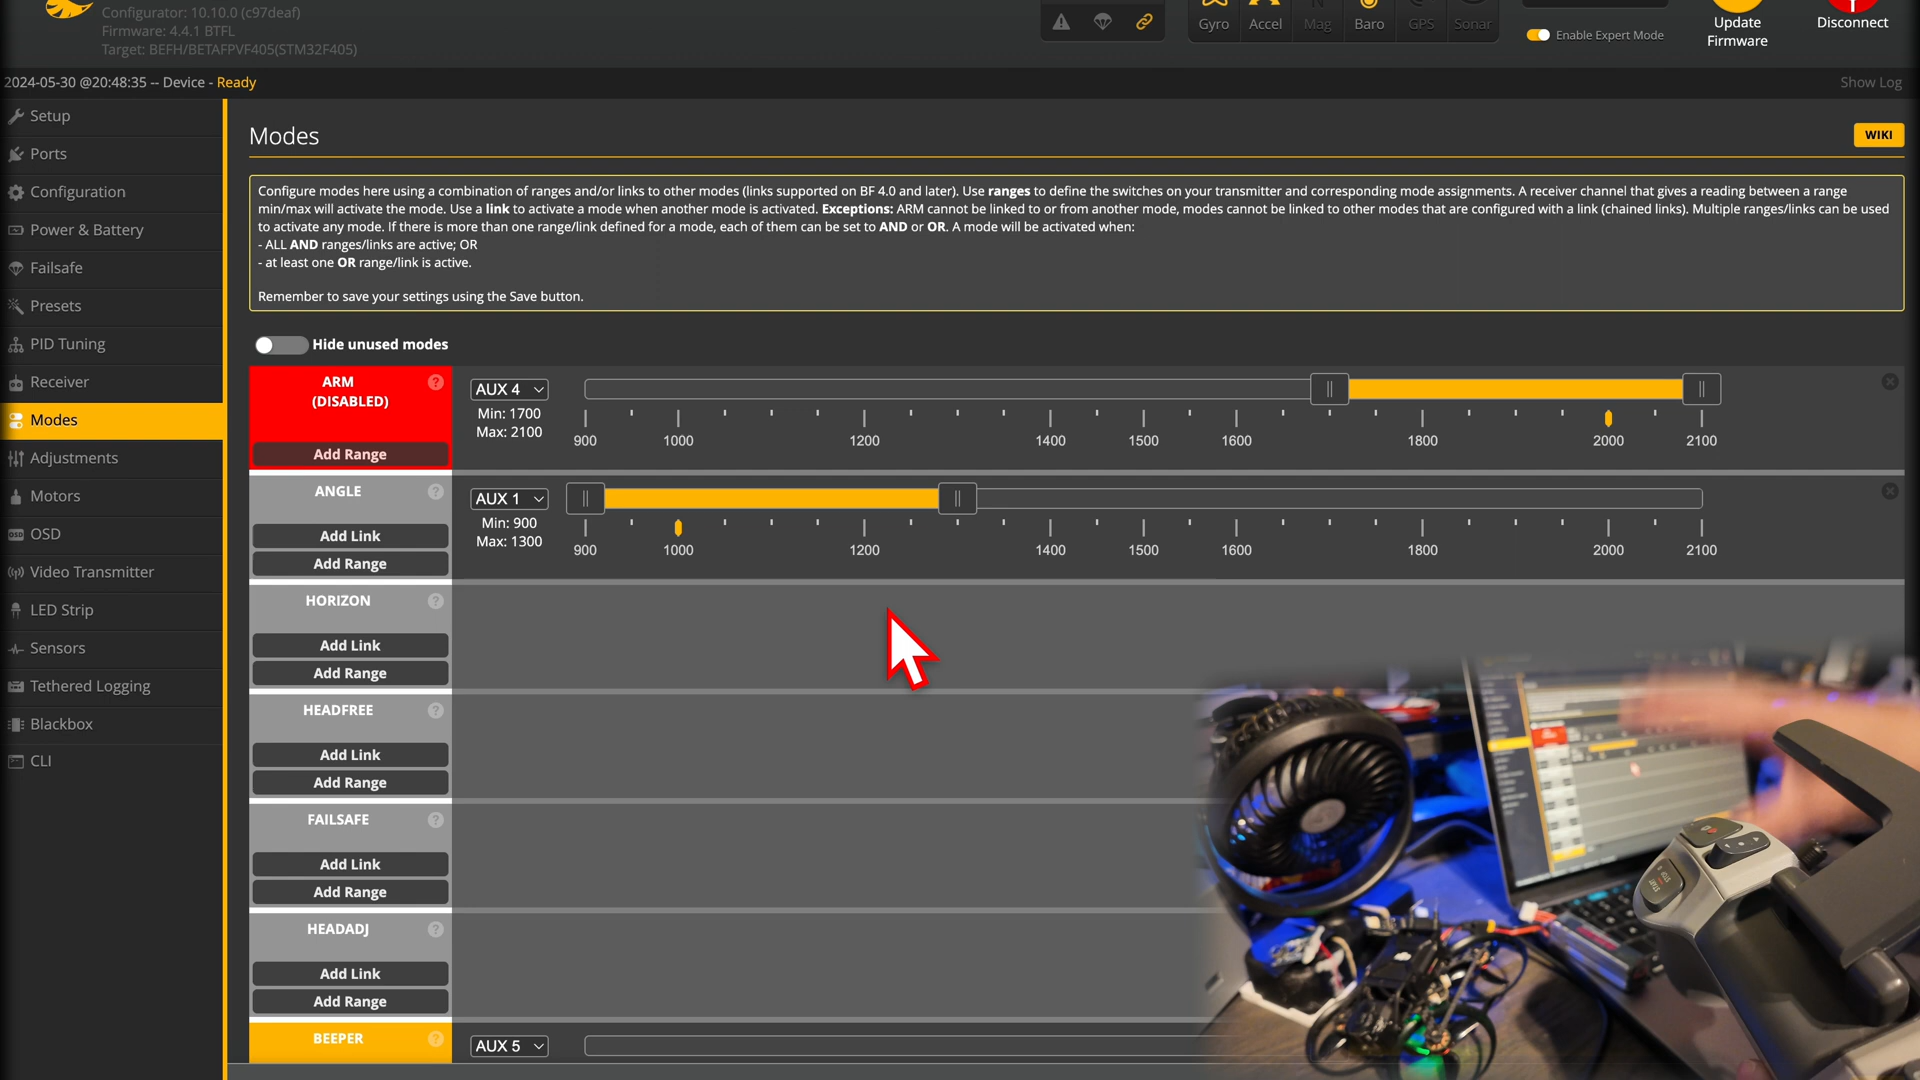 Configurator: 10.10.0 (c97deaf)
Firmware: 4.4.1 BTFL
Target: BEFH/BETAFPVF405(STM32F405)
Gyro
Accel
Mag
Baro
GPS
Sonar
Enable Expert Mode
Update
Firmware
Disconnect
2024-05-30 @20:48:35 -- Device - Ready
Show Log
Setup
Ports
Configuration
Power & Battery
Failsafe
Presets
PID Tuning
Receiver
Modes
Adjustments
Motors
OSD
Video Transmitter
LED Strip
Sensors
Tethered Logging
Blackbox
CLI
Modes
WIKI
Configure modes here using a combination of ranges and/or links to other modes (links supported on BF 4.0 and later). Use ranges to define the switches on your transmitter and corresponding mode assignments. A receiver channel that gives a reading between a range
min/max will activate the mode. Use a link to activate a mode when another mode is activated. Exceptions: ARM cannot be linked to or from another mode, modes cannot be linked to other modes that are configured with a link (chained links). Multiple ranges/links can be used
to activate any mode. If there is more than one range/link defined for a mode, each of them can be set to AND or OR. A mode will be activated when:
- ALL AND ranges/links are active; OR
- at least one OR range/link is active.
Remember to save your settings using the Save button.
Hide unused modes
ARM
(DISABLED)
Add Range
AUX 4
Min: 1700
Max: 2100
900 1000 1200 1400 1500 1600 1800 2000 2100
ANGLE
Add Link
Add Range
AUX 1
Min: 900
Max: 1300
900 1000 1200 1400 1500 1600 1800 2000 2100
HORIZON
Add Link
Add Range
HEADFREE
Add Link
Add Range
FAILSAFE
Add Link
Add Range
HEADADJ
Add Link
Add Range
BEEPER
AUX 5
START
STOP